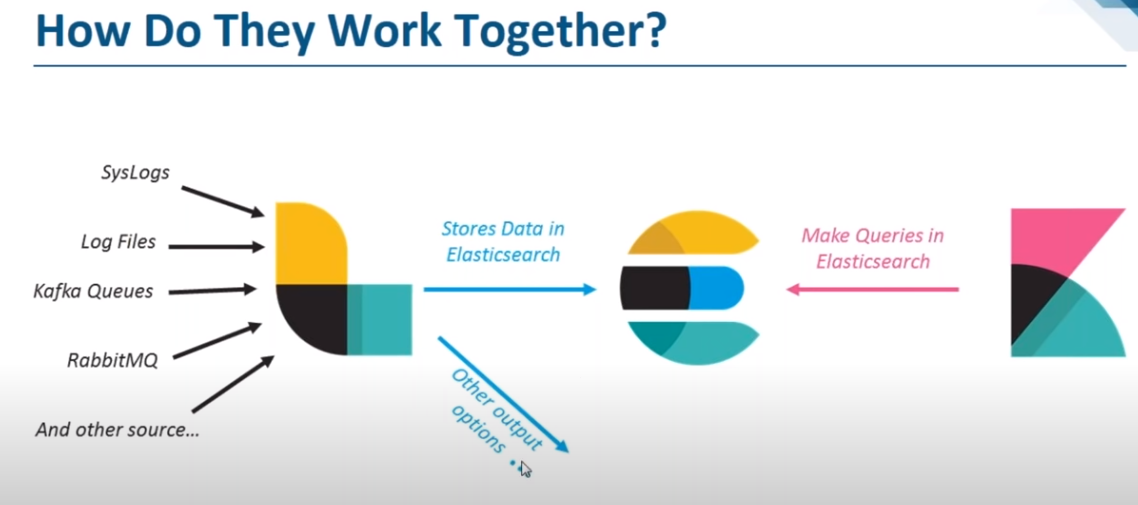 How Do They Work Together?
SysLogs
Log Files
Kafka Queues
RabbitMQ
And other source...
Stores Data in
Elasticsearch
Other output
options ...
Make Queries in
Elasticsearch